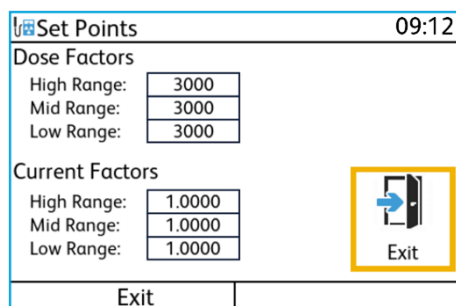 Set Points 09:12
Dose Factors
High Range: 3000
Mid Range: 3000
Low Range: 3000
Current Factors
High Range: 1.0000
Mid Range: 1.0000
Low Range: 1.0000
Exit
Exit